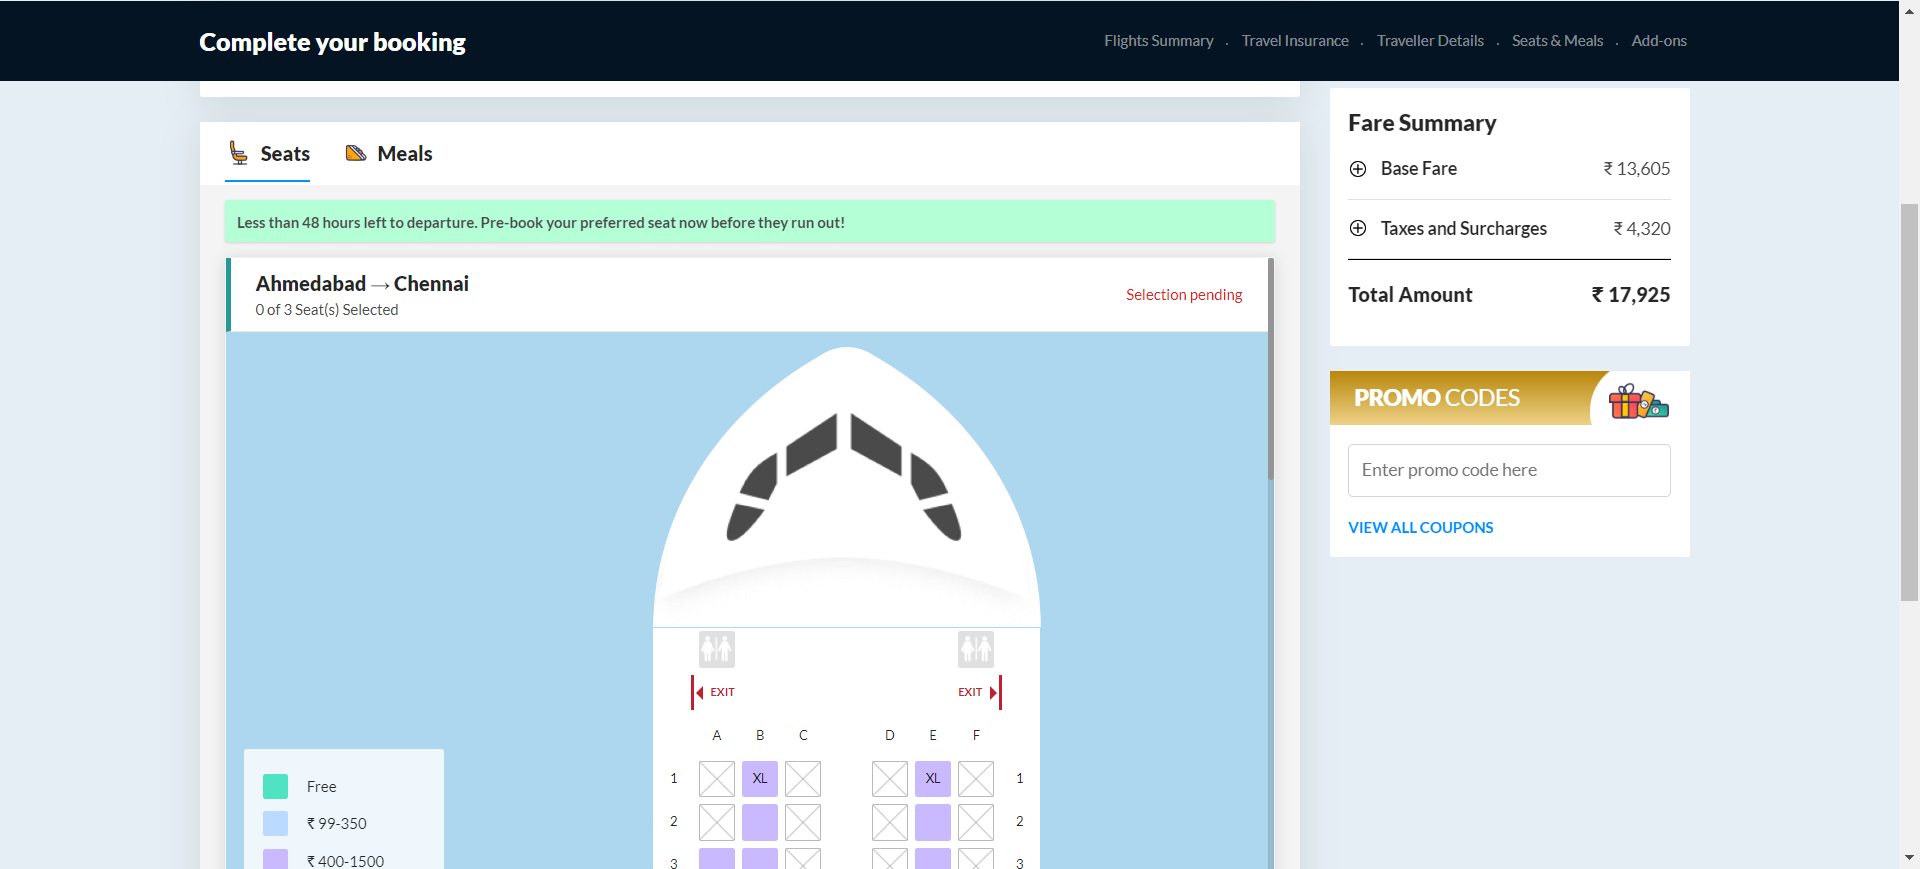 Complete your booking
Flights Summary . Travel Insurance . Traveller Details . Seats & Meals . Add-ons
Seats Meals
Less than 48 hours left to departure. Pre-book your preferred seat now before they run out!
Ahmedabad → Chennai
0 of 3 Seat(s) Selected
Selection pending
EXIT EXIT
A B C D E F
1 XL XL 1
2 2
3 3
Free
₹ 99-350
₹ 400-1500
Fare Summary
Base Fare ₹ 13,605
Taxes and Surcharges ₹ 4,320
Total Amount ₹ 17,925
PROMO CODES
Enter promo code here
VIEW ALL COUPONS